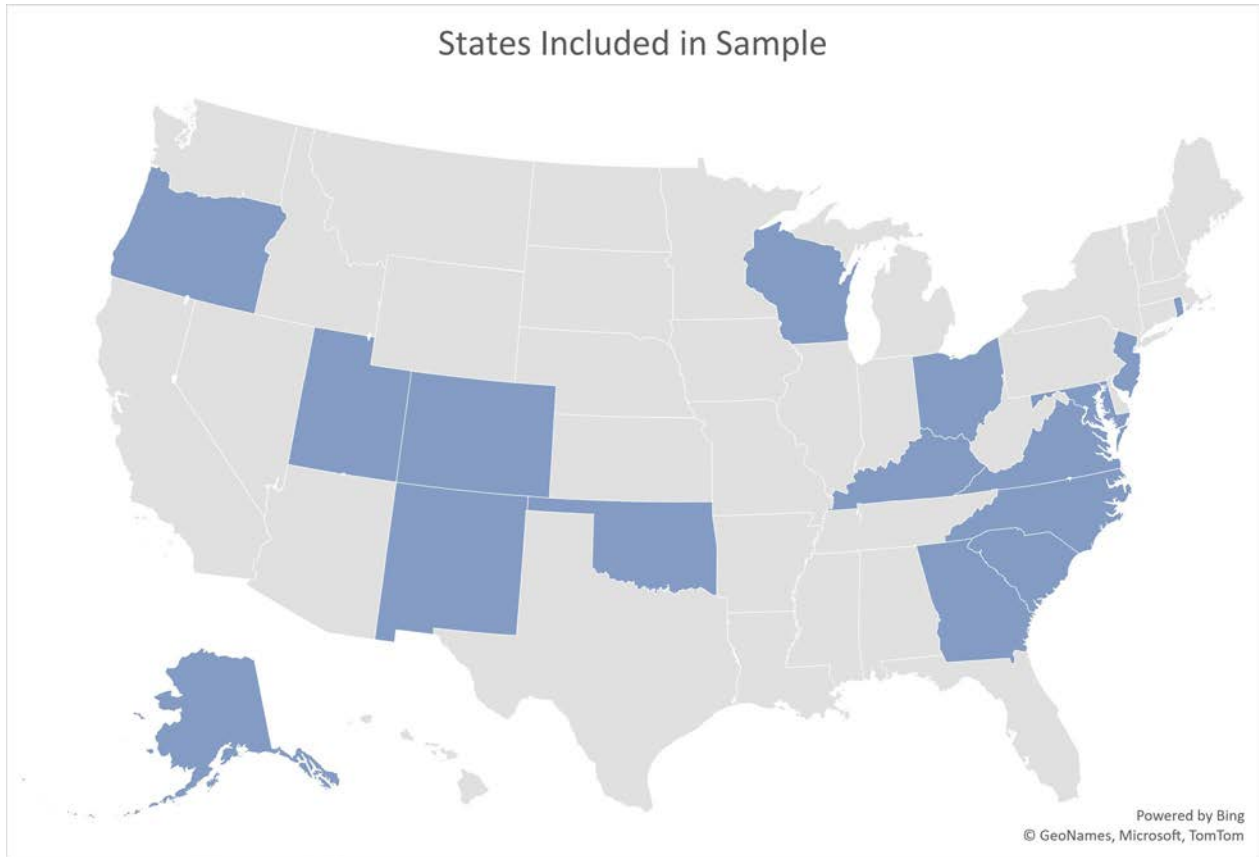 States Included in Sample
Powered by Bing
© GeoNames, Microsoft, TomTom